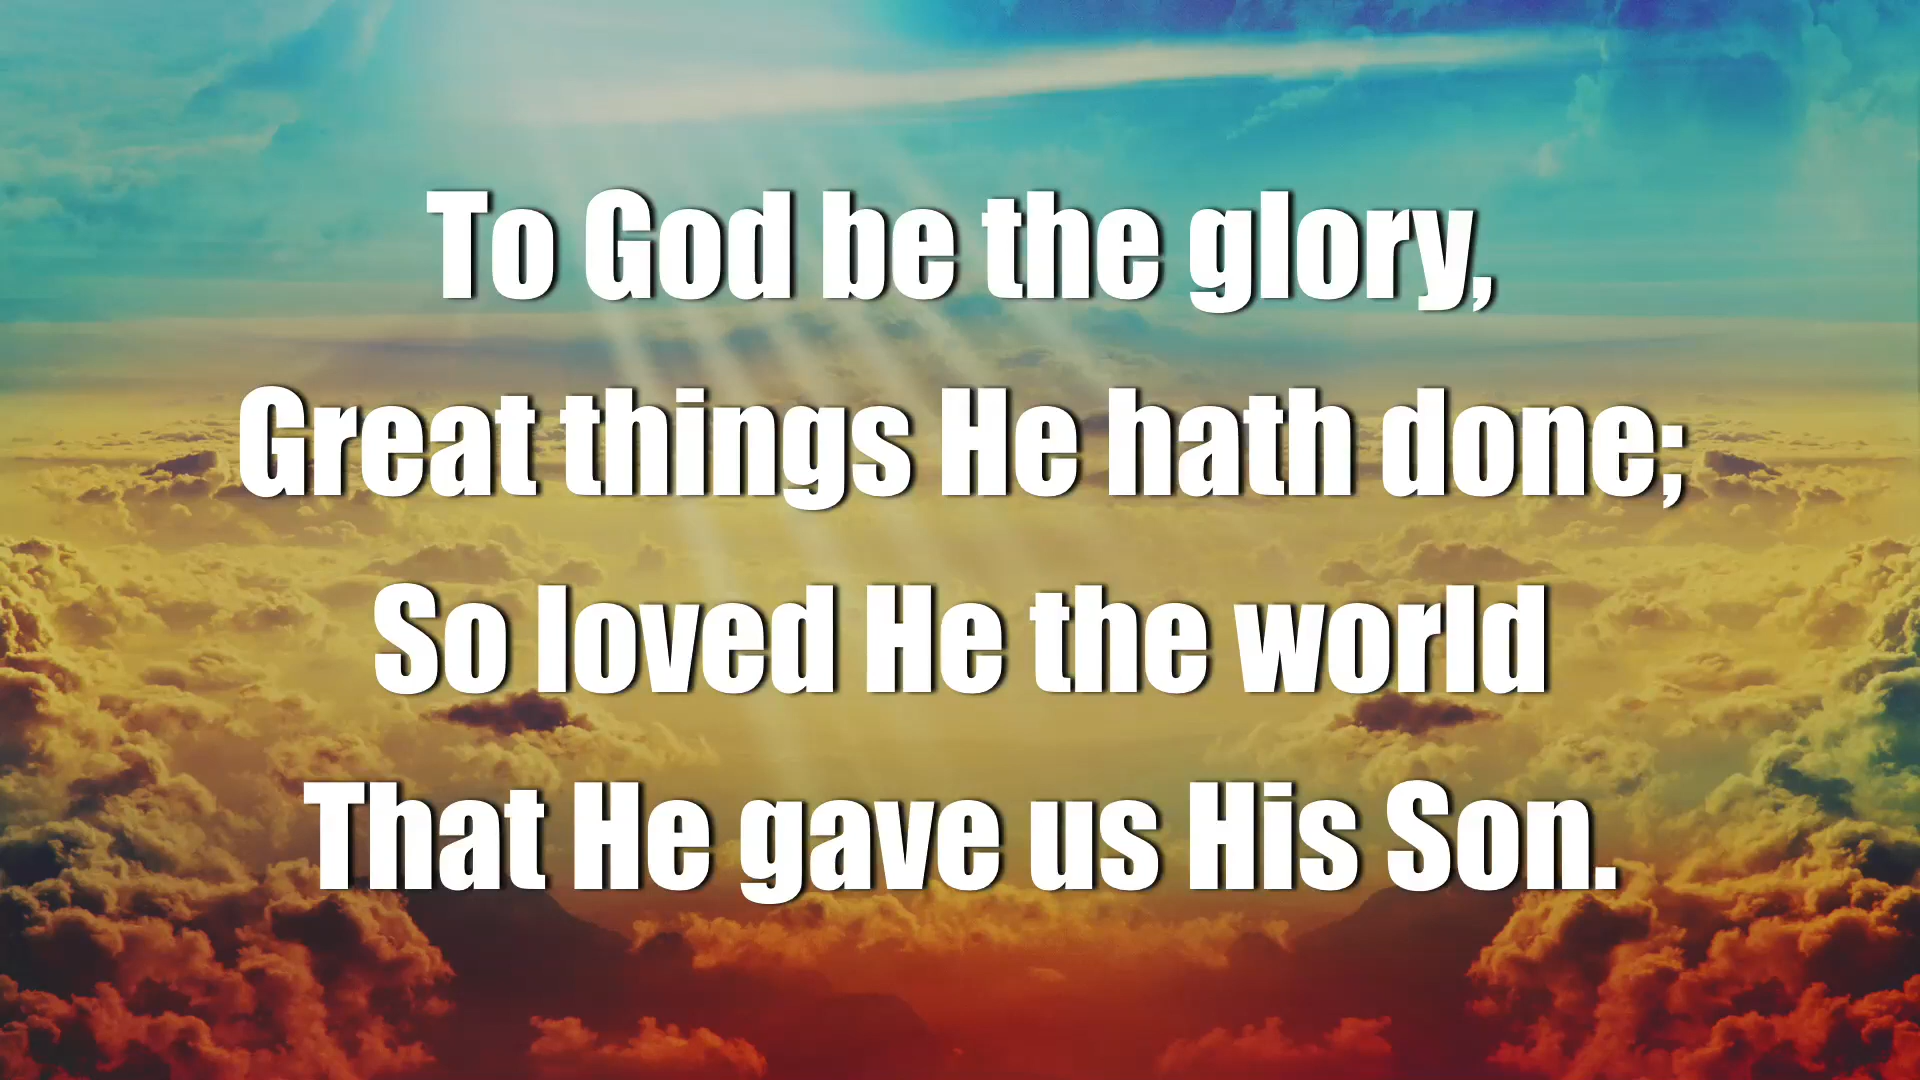 To God be the glory,
Great things He hath done;
So loved He the world
That He gave us His Son.